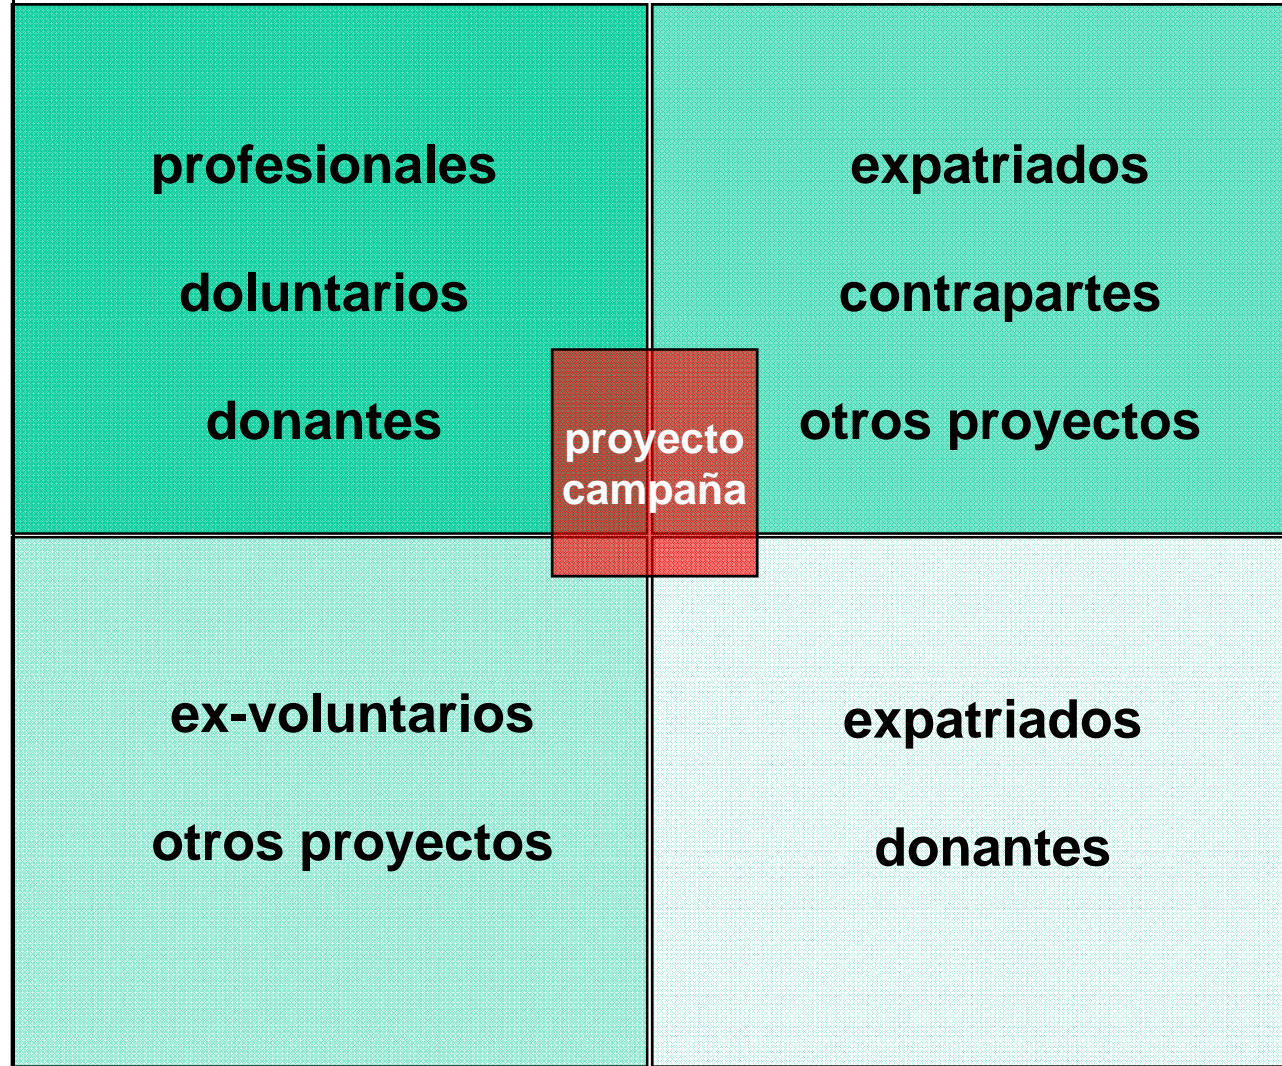 profesionales
doluntarios
donantes
expatriados
contrapartes
otros proyectos
proyecto
campaña
ex-voluntarios
otros proyectos
expatriados
donantes